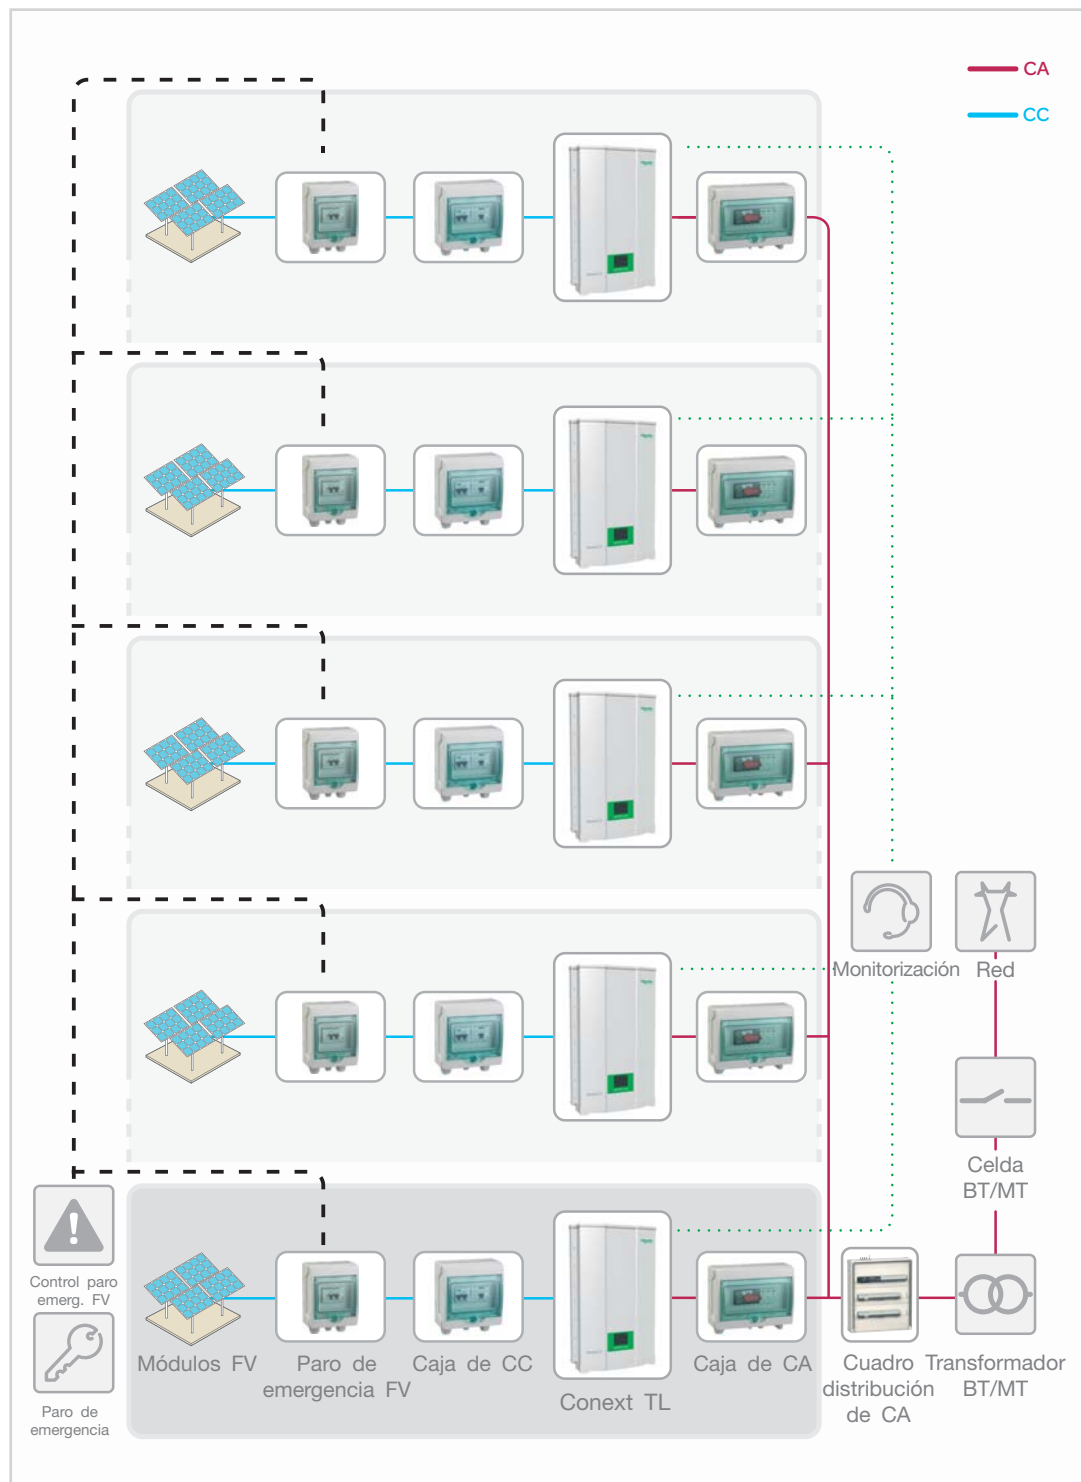 CA
CC
Monitorización
Red
Celda
BT/MT
Control paro
emerg. FV
Paro de
emergencia
Módulos FV
Paro de
emergencia FV
Caja de CC
Conext TL
Caja de CA
Cuadro
distribución
de CA
Transformador
BT/MT